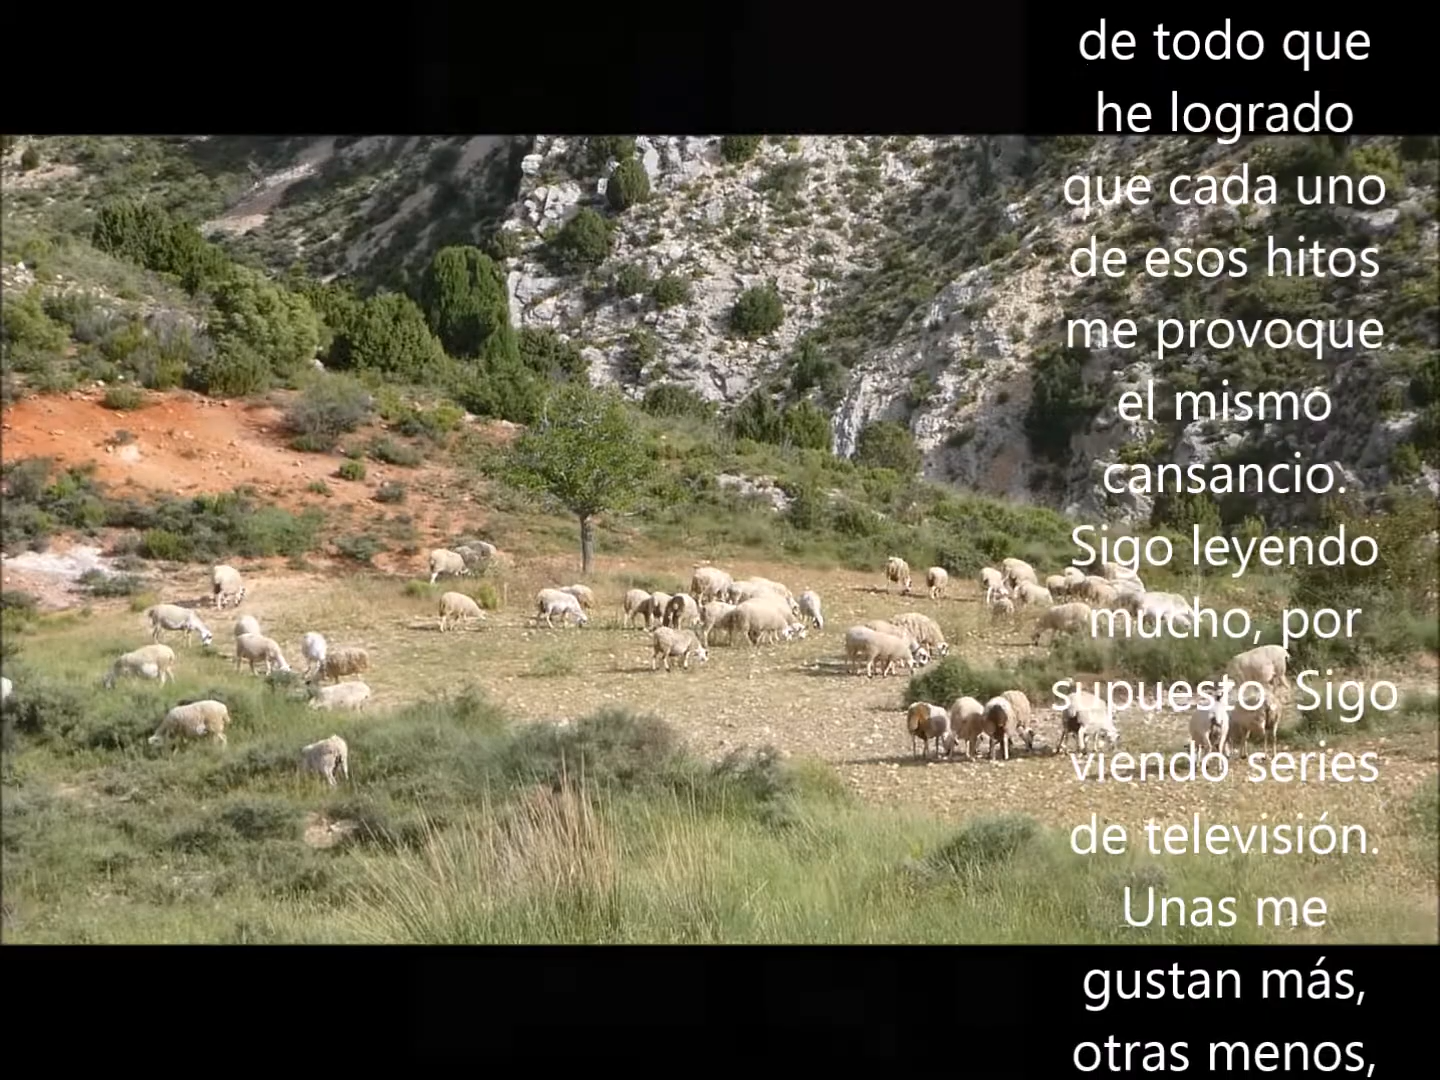 de todo que
he logrado
que cada uno
de esos hitos
me provoque
el mismo
cansancio.
Sigo leyendo
mucho, por
supuesto. Sigo
viendo series
de televisión.
Unas me
gustan más,
otras menos,